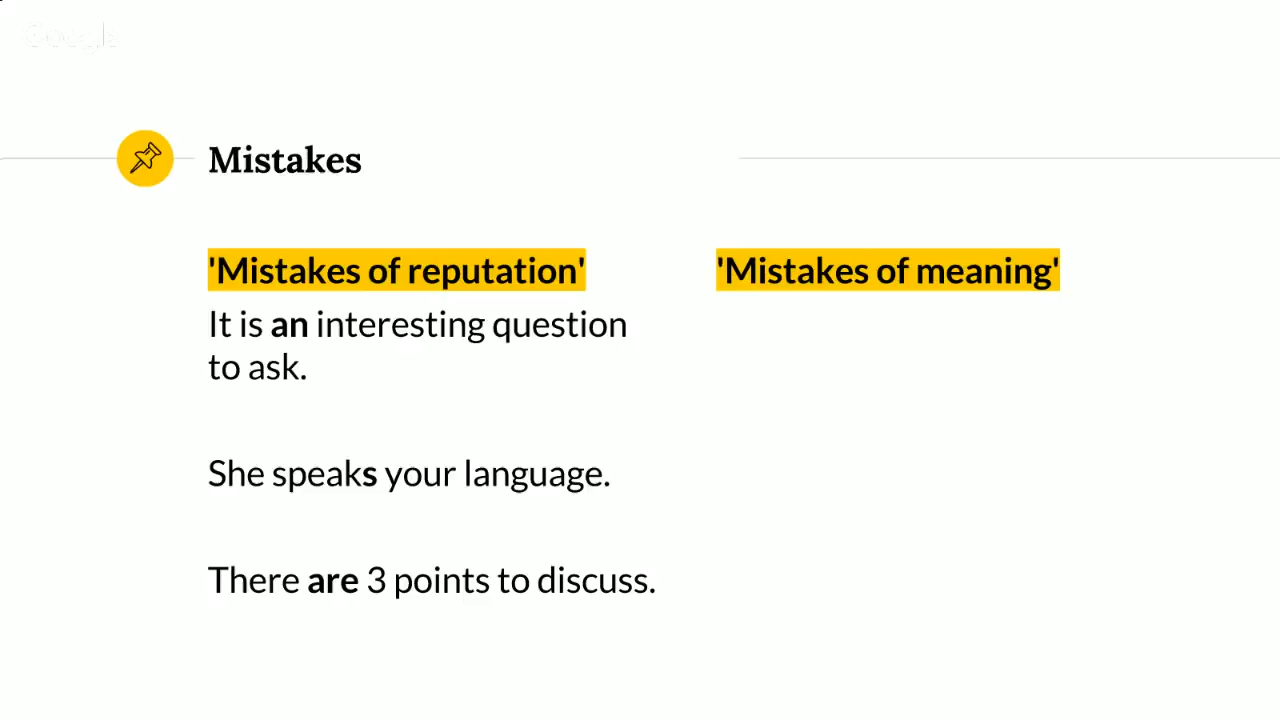 Mistakes
'Mistakes of reputation'
It is an interesting question
to ask.
She speaks your language.
There are 3 points to discuss.
'Mistakes of meaning'